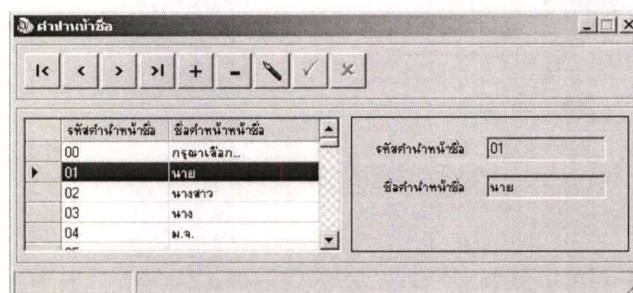 คำนำหน้าชื่อ
รหัสคำนำหน้าชื่อ ชื่อคำหน้าหน้าชื่อ
00 กรุณาเลือก...
01 นาย
02 นางสาว
03 นาง
04 ม.จ.
รหัสคำนำหน้าชื่อ 01
ชื่อคำนำหน้าชื่อ นาย